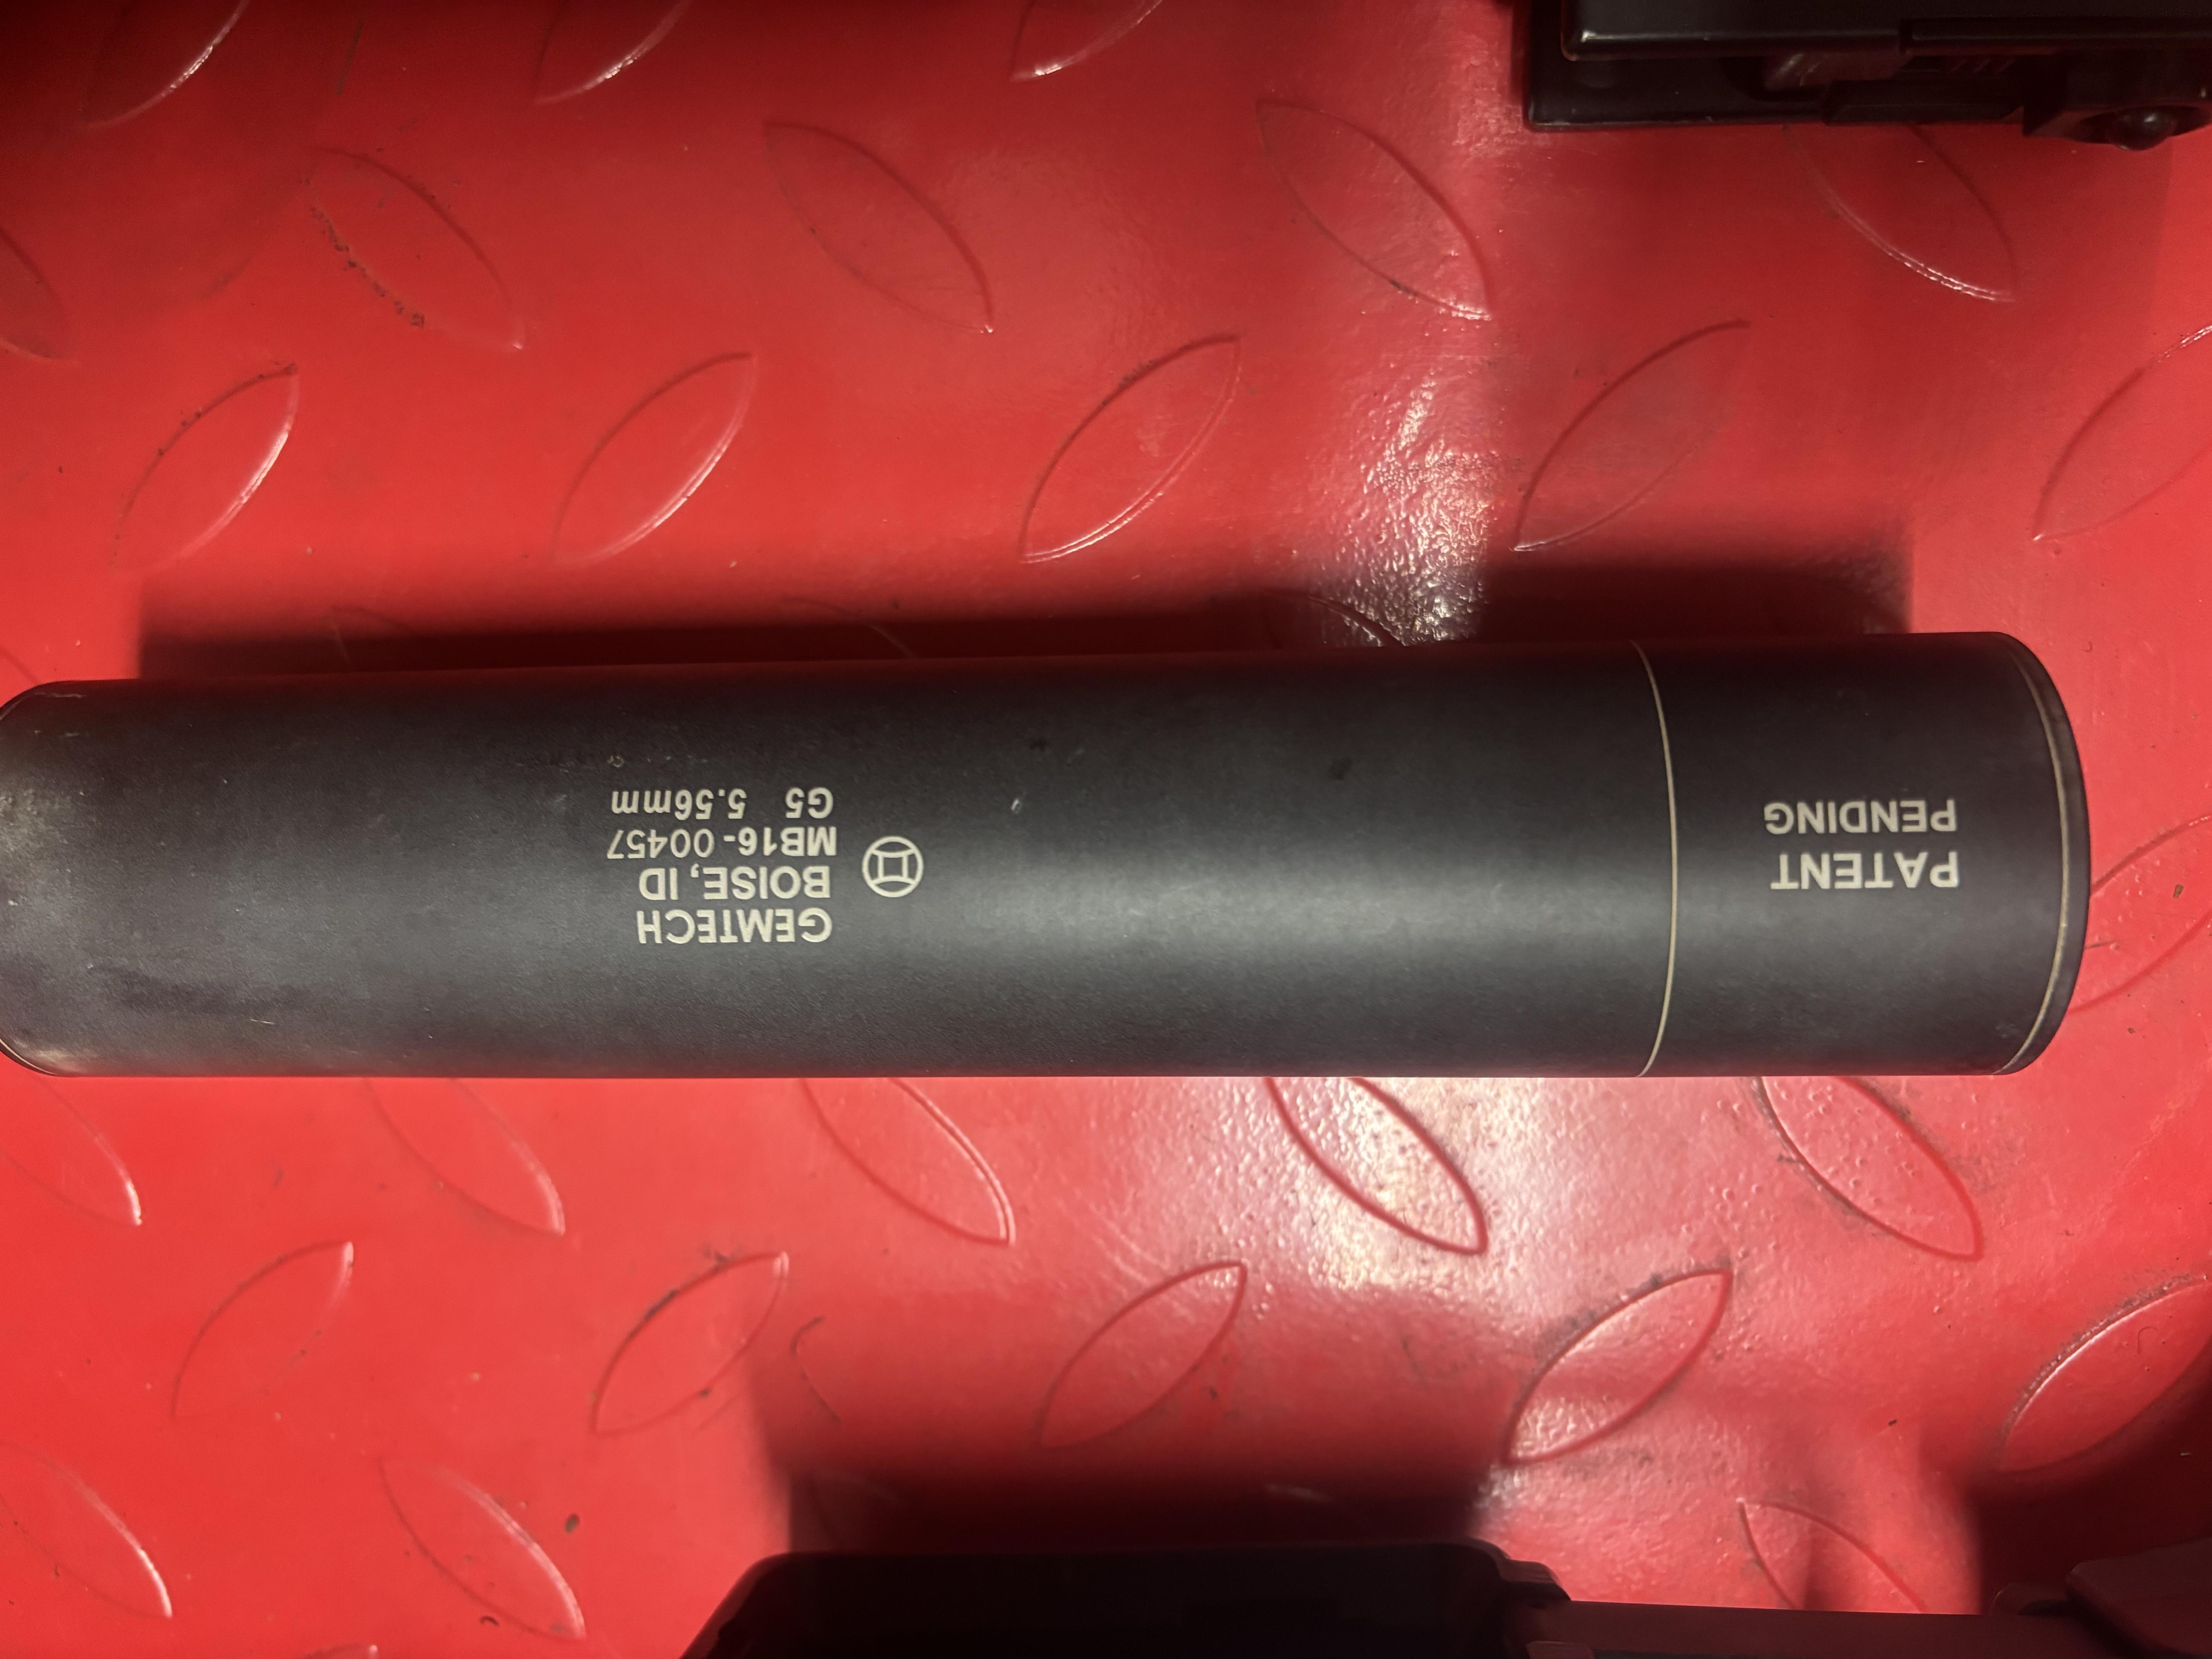 GEMTECH
BOISE, ID
MB16-00457
G5 5.56mm
PATENT
PENDING